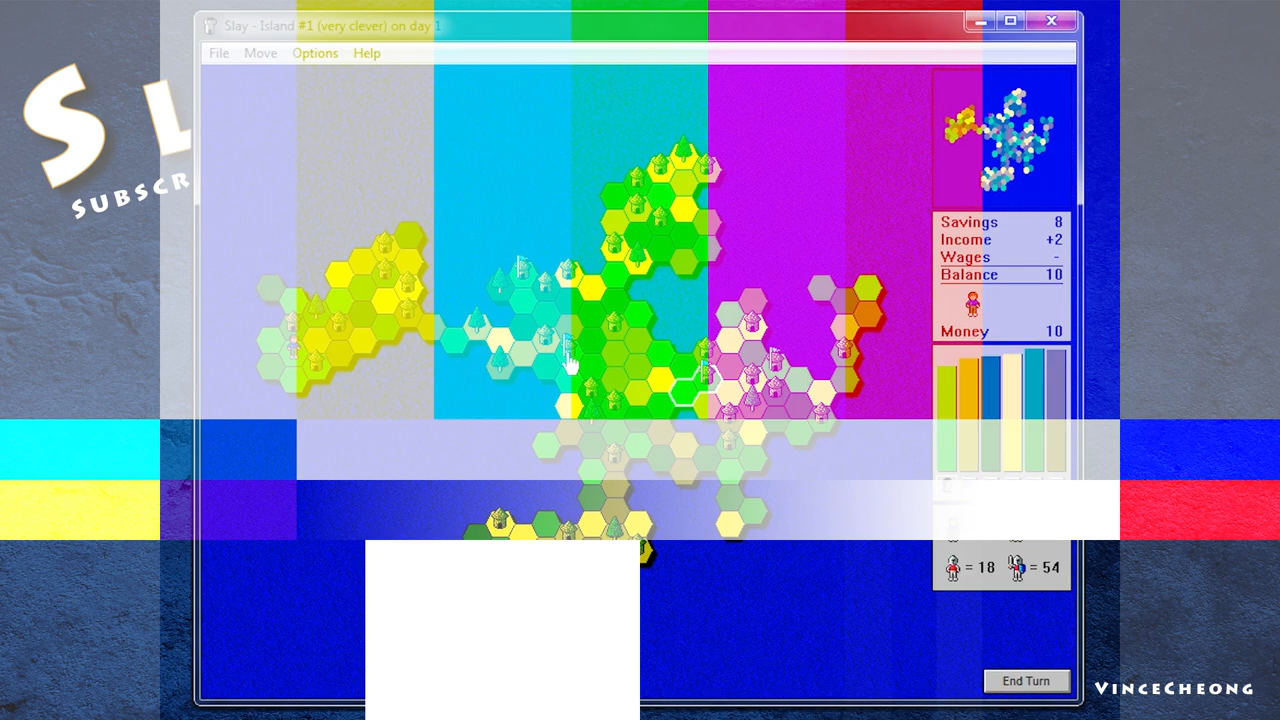 SL
SUBSCR
Slay - Island #1 (very clever) on day 1
File Move Options Help
Savings 8
Income +2
Wages -
Balance 10
Money 10
= 18 = 54
End Turn
VINCECHEONG